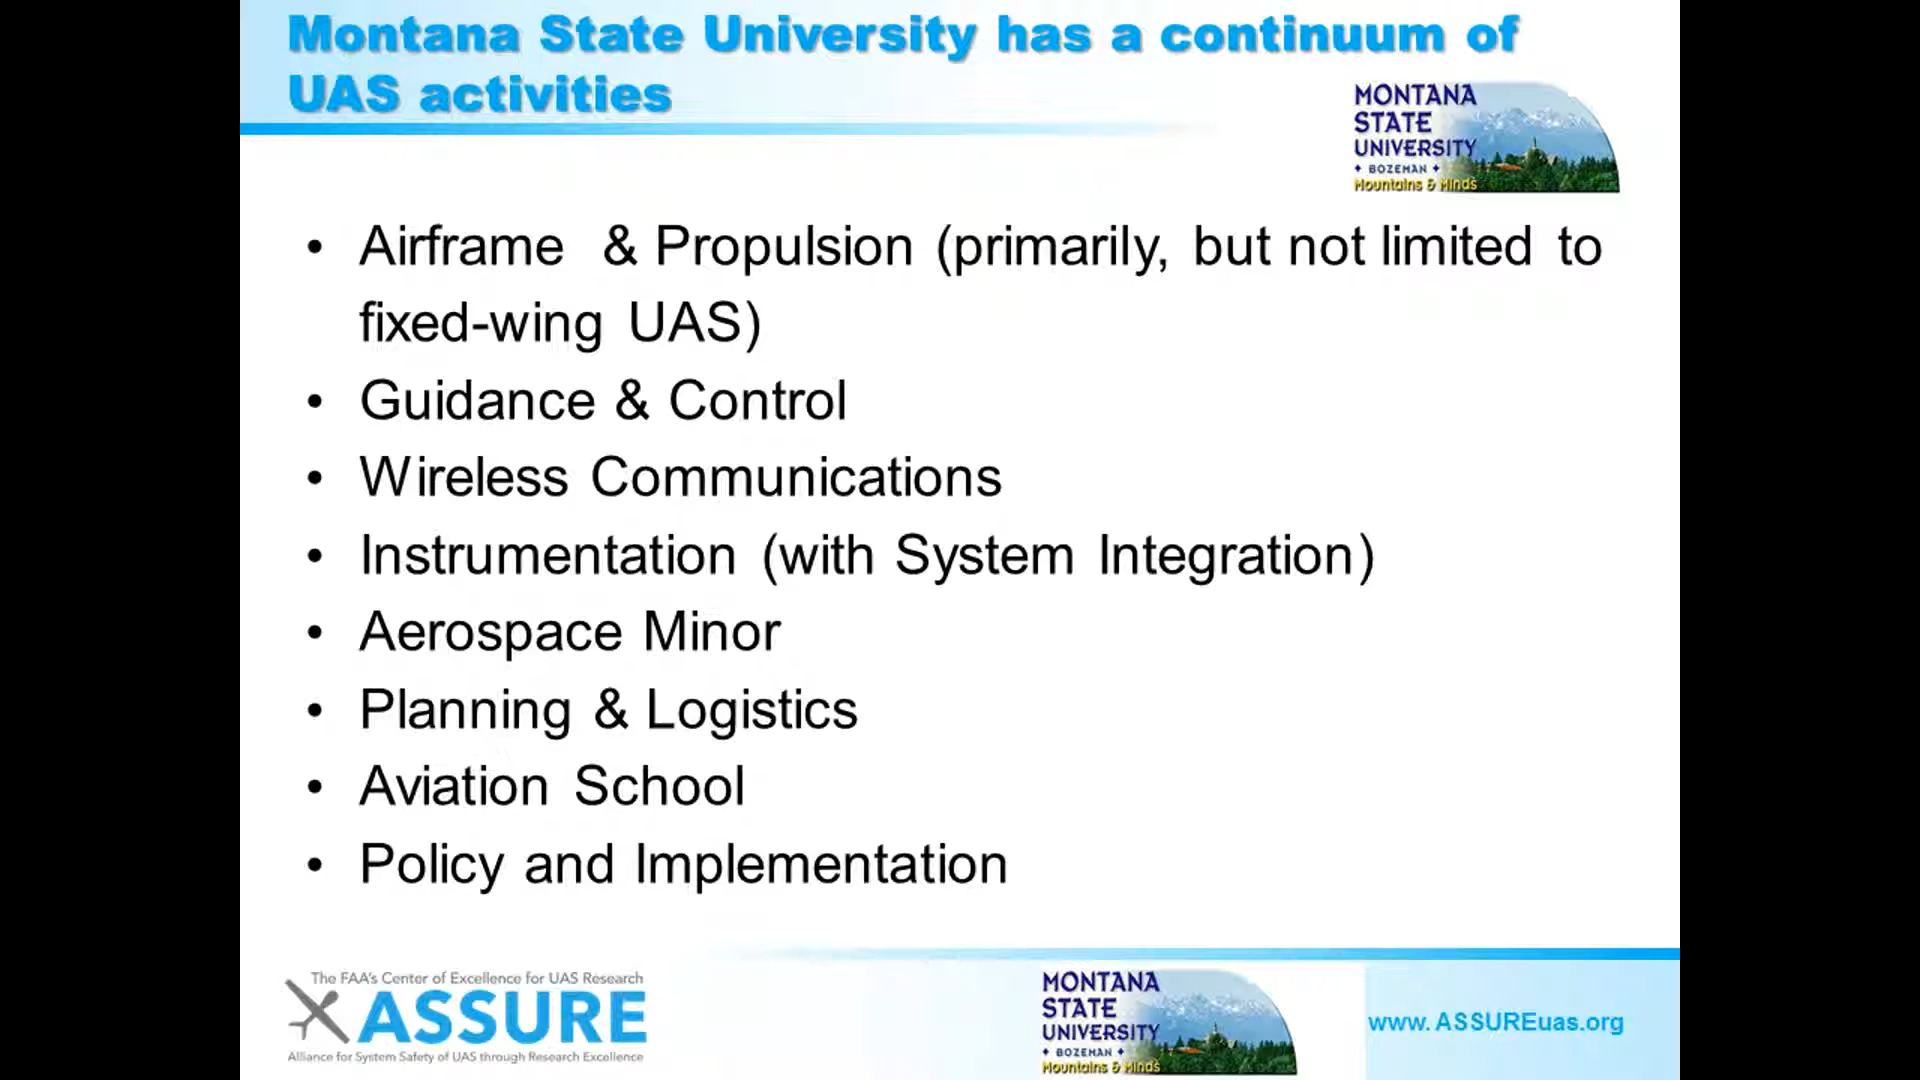 Montana State University has a continuum of
UAS activities
MONTANA
STATE
UNIVERSITY
BOZEMAN
Mountains & Minds
• Airframe & Propulsion (primarily, but not limited to
fixed-wing UAS)
• Guidance & Control
• Wireless Communications
• Instrumentation (with System Integration)
• Aerospace Minor
• Planning & Logistics
• Aviation School
• Policy and Implementation
The FAA's Center of Excellence for UAS Research
ASSURE
Alliance for System Safety of UAS through Research Excellence
MONTANA
STATE
UNIVERSITY
BOZEMAN
Mountains & Minds
www.ASSUREuas.org